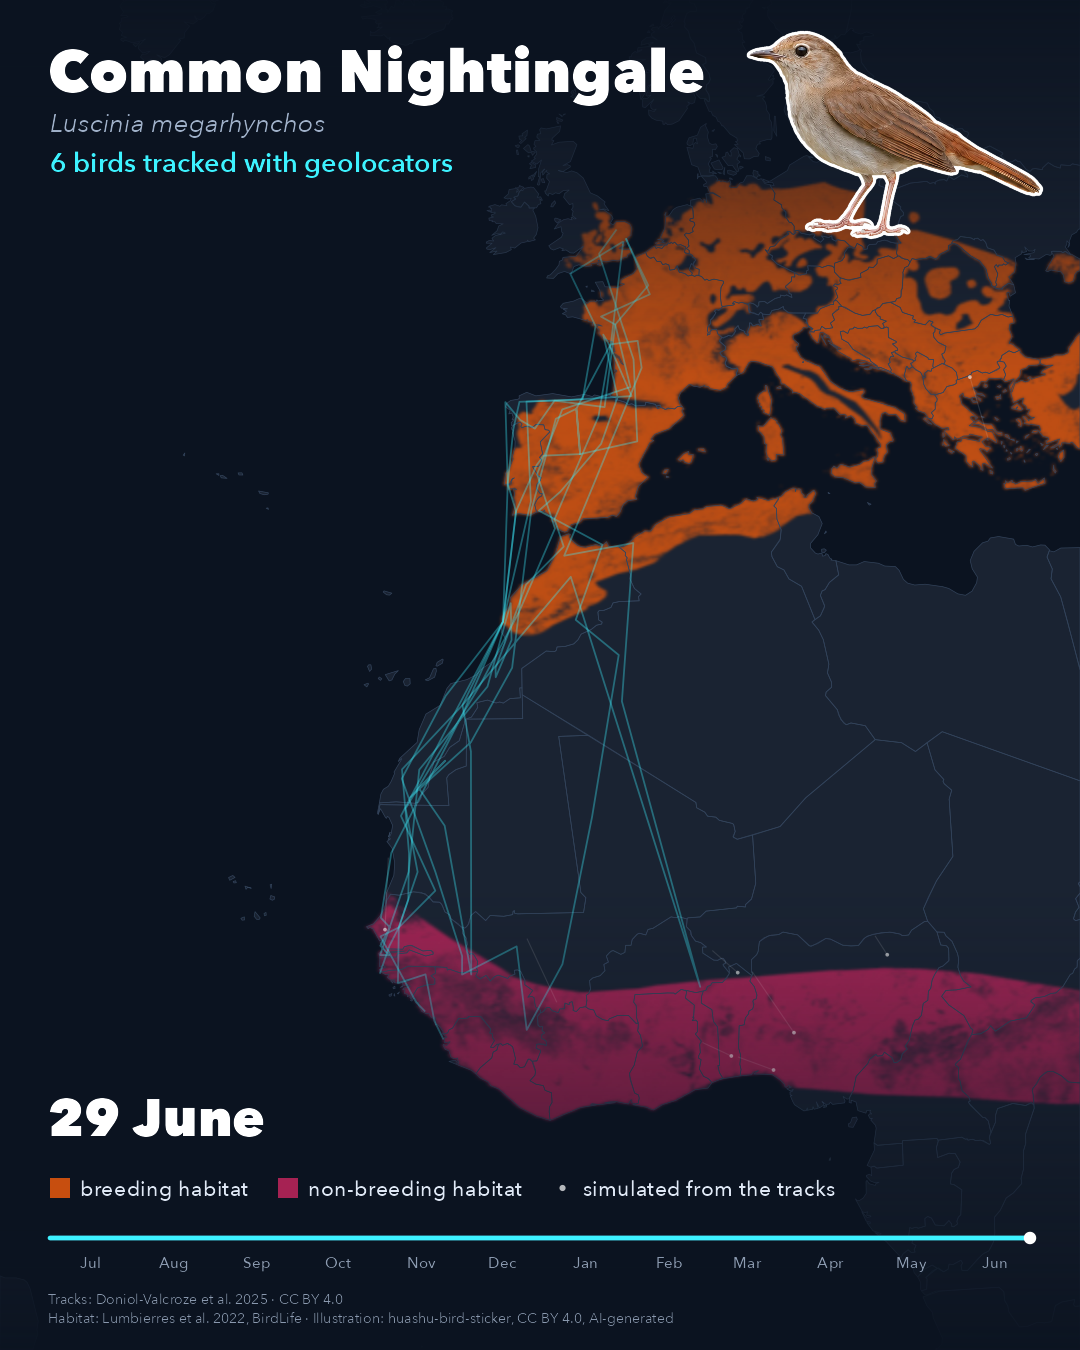 Common Nightingale
Luscinia megarhynchos
6 birds tracked with geolocators
29 June
breeding habitat non-breeding habitat simulated from the tracks
Jul Aug Sep Oct Nov Dec Jan Feb Mar Apr May Jun
Tracks: Doniol-Valcroze et al. 2025 · CC BY 4.0
Habitat: Lumbierres et al. 2022, BirdLife · Illustration: huashu-bird-sticker, CC BY 4.0, AI-generated